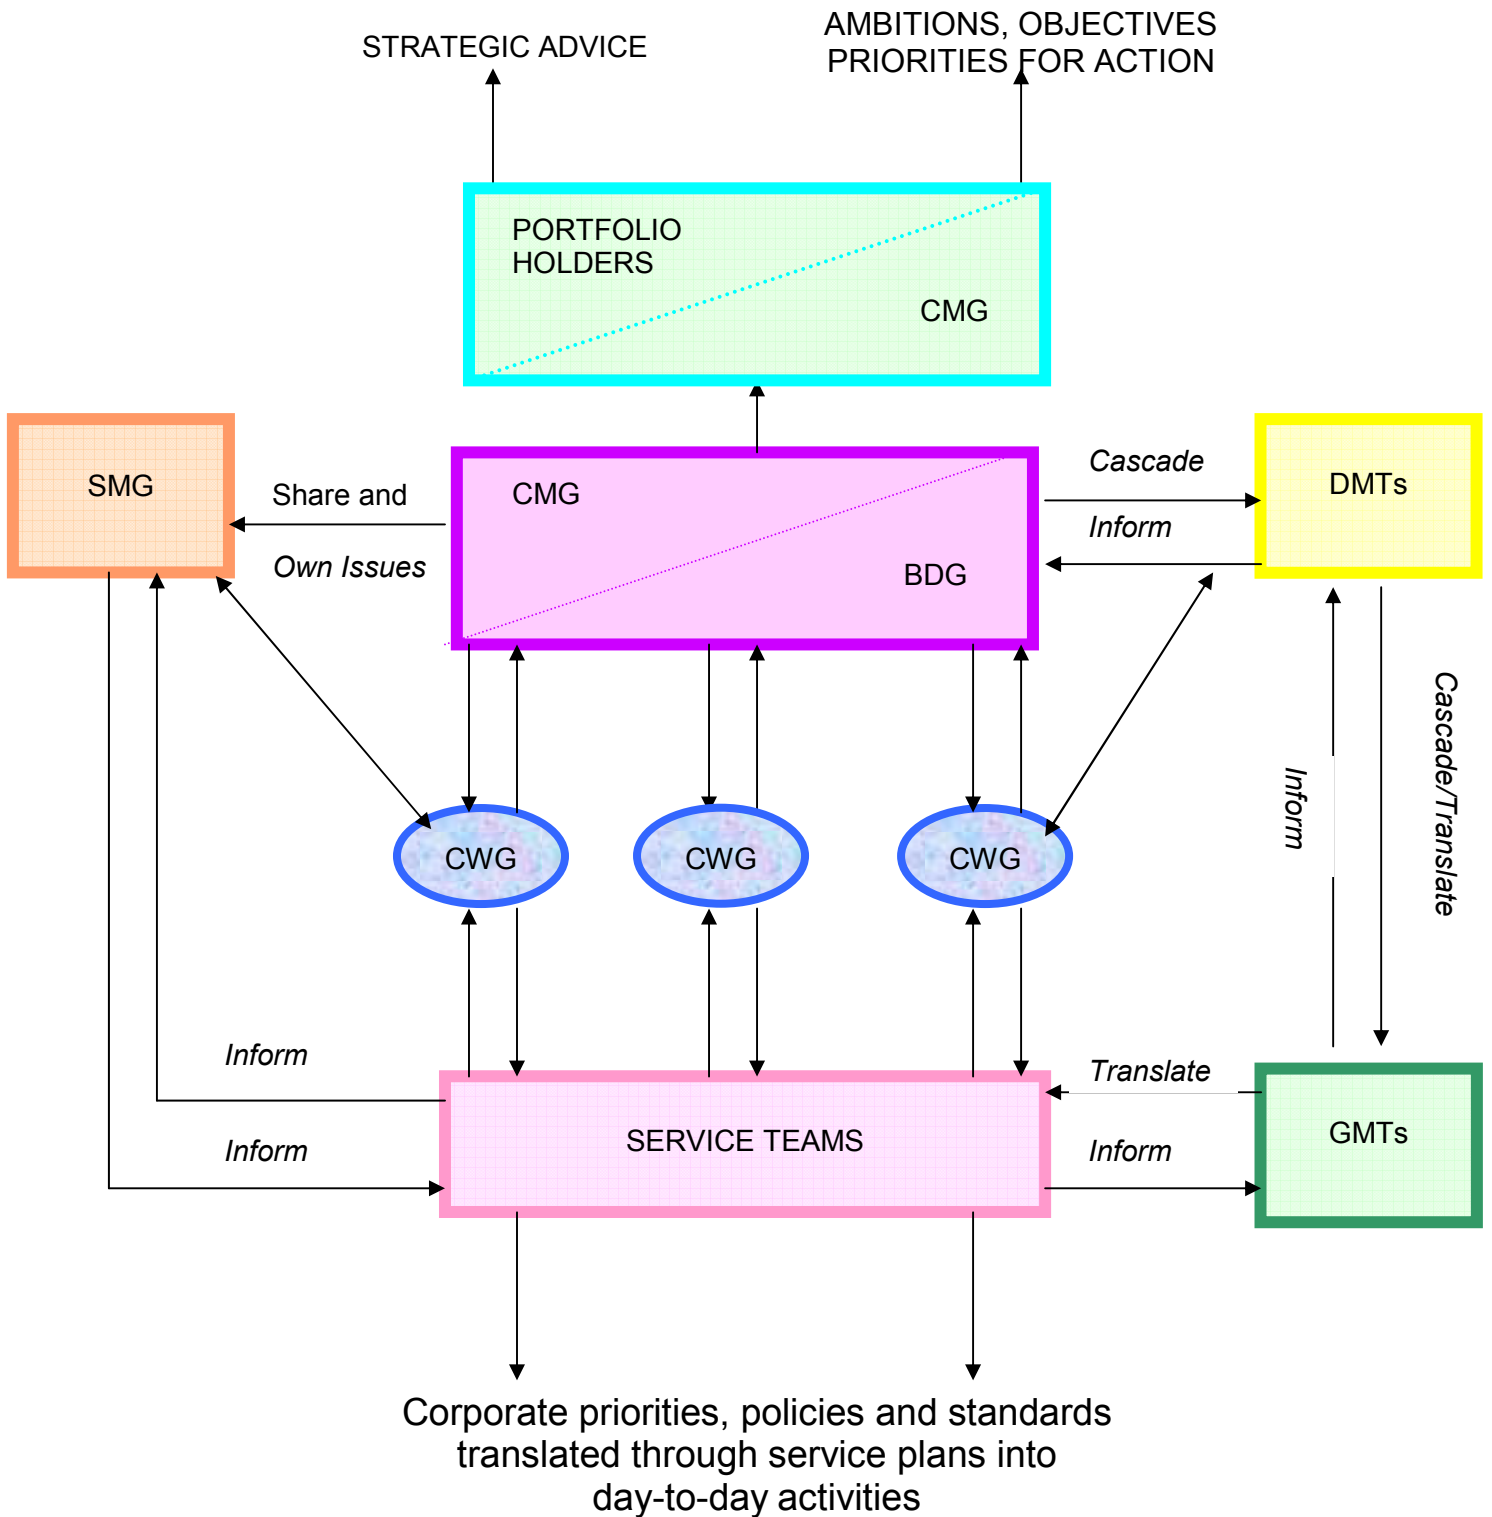 STRATEGIC ADVICE
AMBITIONS, OBJECTIVES
PRIORITIES FOR ACTION
PORTFOLIO
HOLDERS
CMG
SMG
Share and
Own Issues
CMG
BDG
Cascade
Inform
DMTs
Cascade/Translate
Inform
CWG
CWG
CWG
Inform
Inform
SERVICE TEAMS
Translate
Inform
GMTs
Corporate priorities, policies and standards
translated through service plans into
day-to-day activities